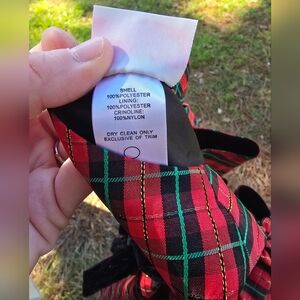 SHELL
100%POLYESTER
LINING:
100%POLYESTER
CRINOLINE:
100%NYLON
DRY CLEAN ONLY
EXCLUSIVE OF TRIM